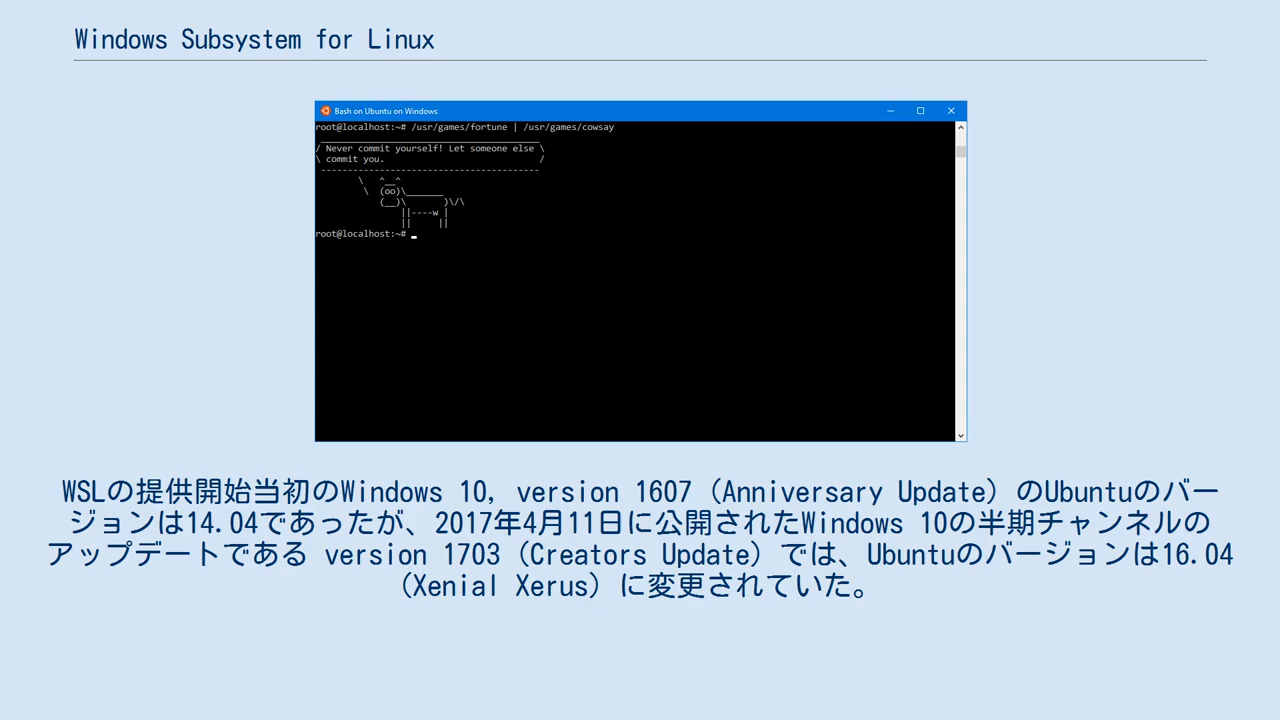 Windows Subsystem for Linux
Bash on Ubuntu on Windows
root@localhost:~# /usr/games/fortune | /usr/games/cowsay
 _________________________________________
/ Never commit yourself! Let someone else \
\ commit you.                             /
 -----------------------------------------
        \   ^__^
         \  (oo)\_______
            (__)\       )\/\
                ||----w |
                ||     ||
root@localhost:~#
WSLの提供開始当初のWindows 10, version 1607（Anniversary Update）のUbuntuのバー
ジョンは14.04であったが、2017年4月11日に公開されたWindows 10の半期チャンネルの
アップデートである version 1703（Creators Update）では、Ubuntuのバージョンは16.04
（Xenial Xerus）に変更されていた。